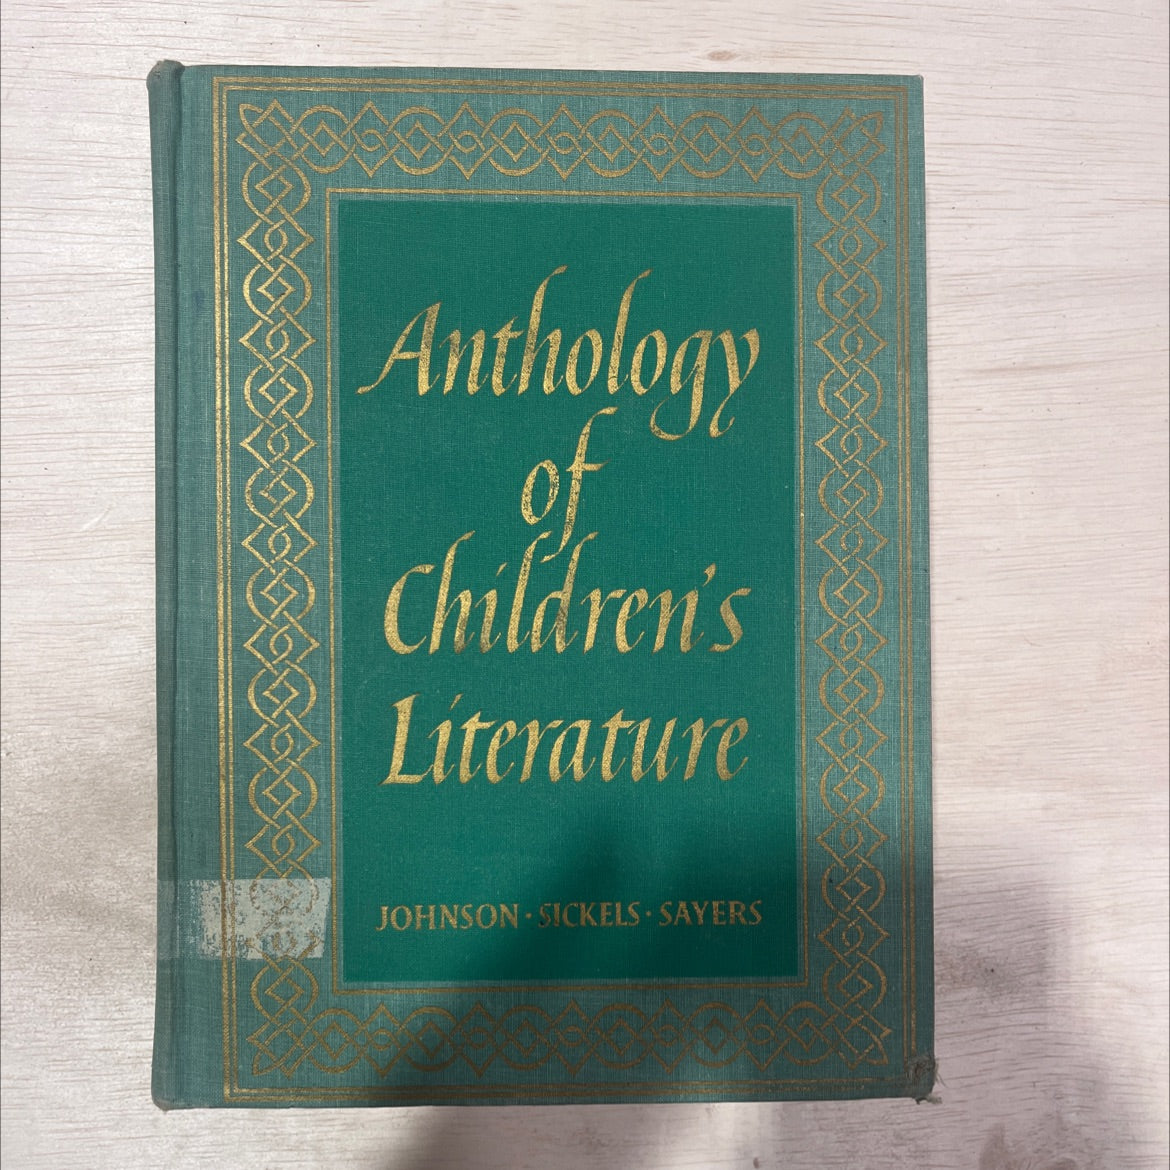 Anthology
of
Children's
Literature
JOHNSON · SICKELS · SAYERS